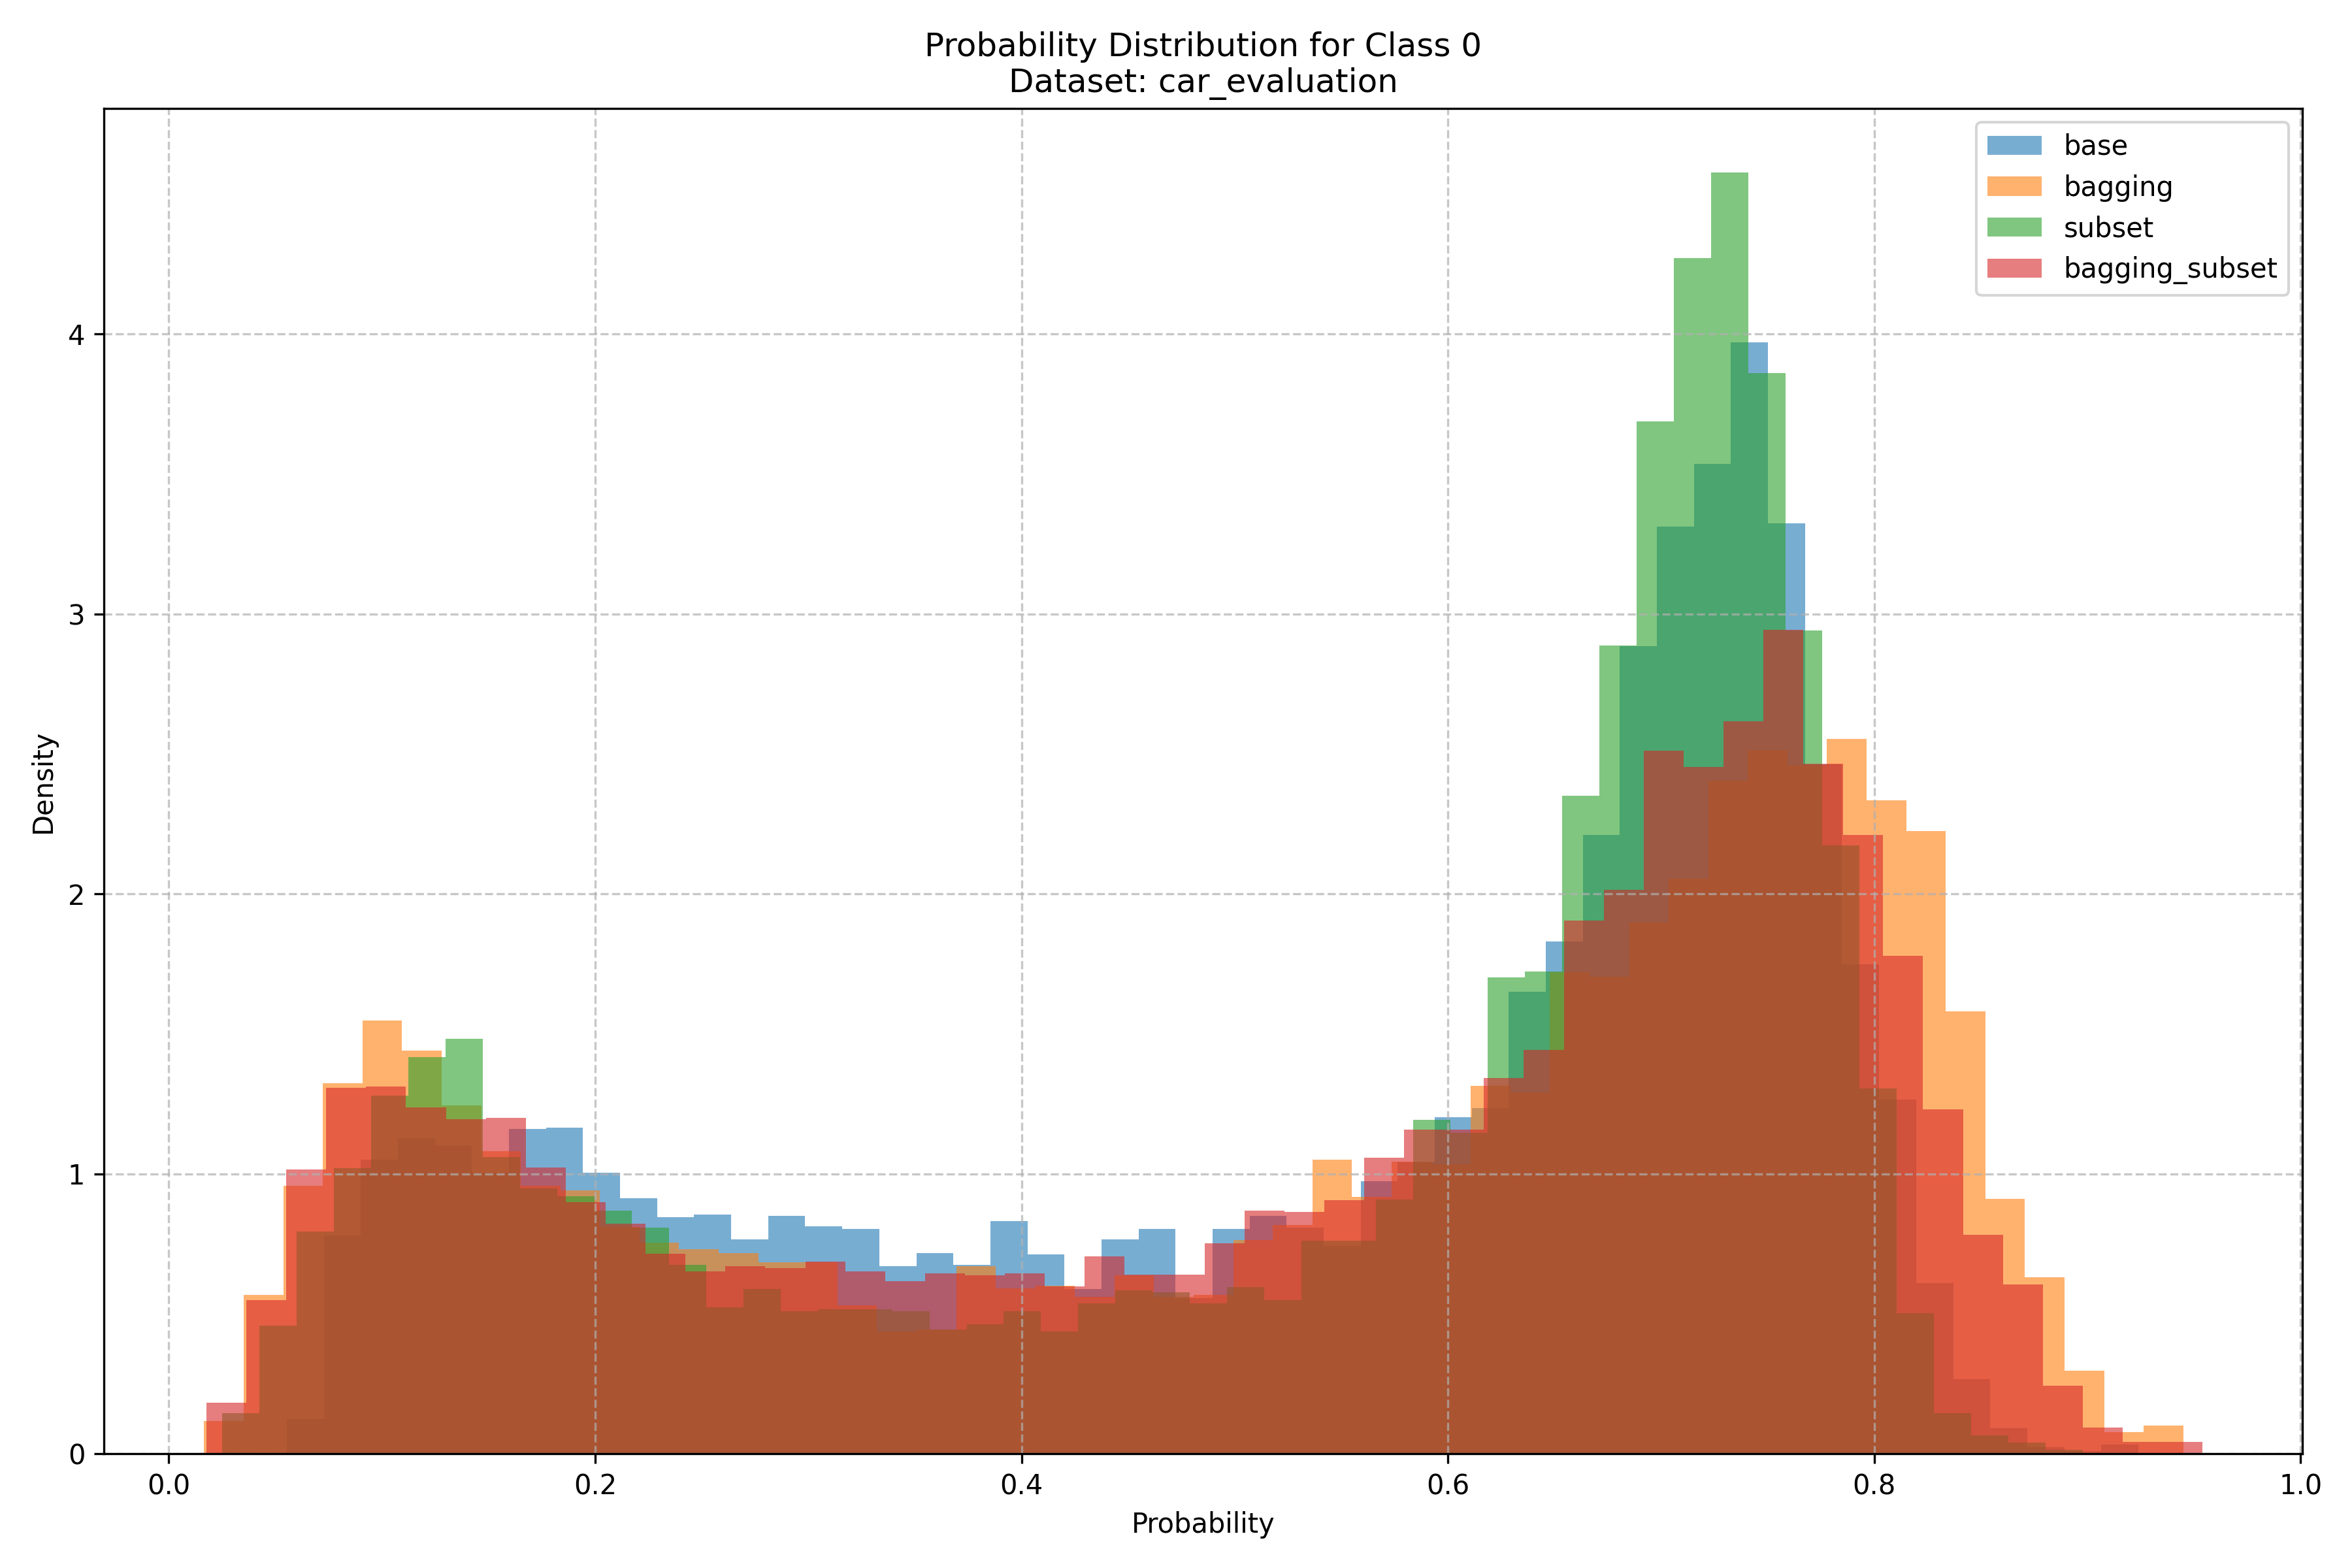 Probability Distribution for Class 0
Dataset: car_evaluation
base
bagging
subset
bagging_subset
4
3
2
1
0
Density
0.0
0.2
0.4
0.6
0.8
1.0
Probability